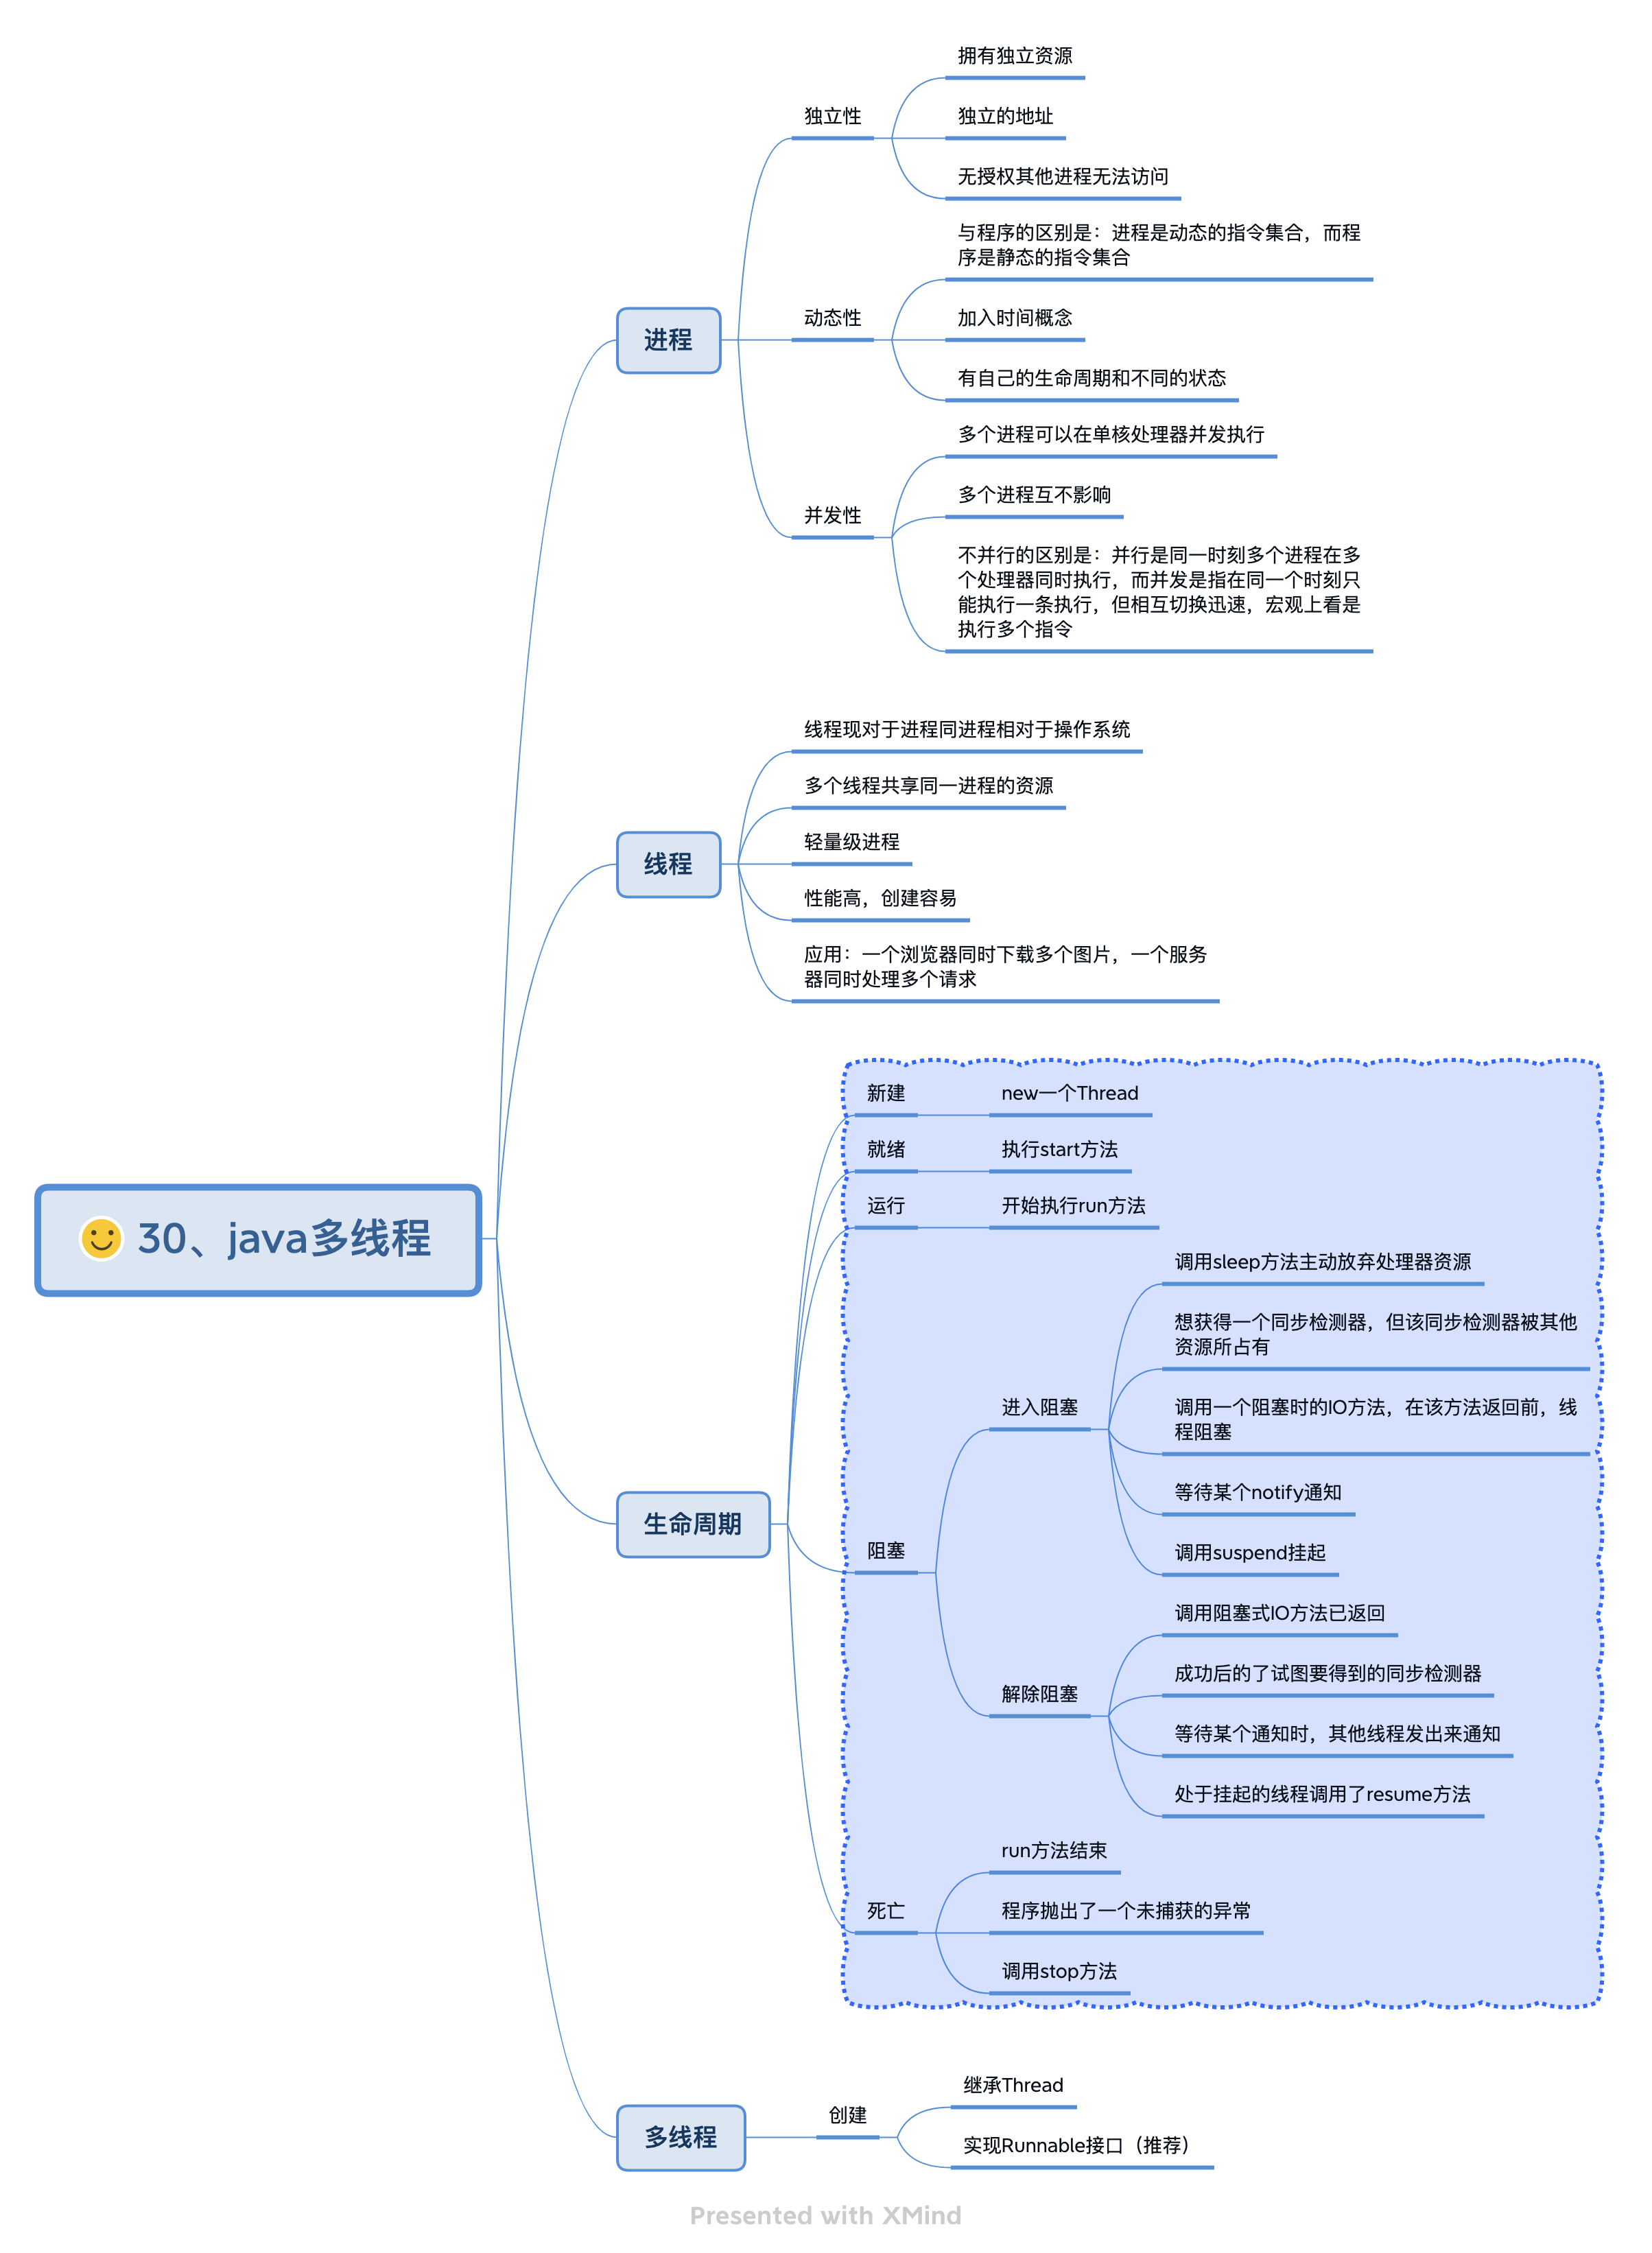 30、java多线程
进程
独立性
拥有独立资源
独立的地址
无授权其他进程无法访问
动态性
与程序的区别是：进程是动态的指令集合，而程
序是静态的指令集合
加入时间概念
有自己的生命周期和不同的状态
并发性
多个进程可以在单核处理器并发执行
多个进程互不影响
不并行的区别是：并行是同一时刻多个进程在多
个处理器同时执行，而并发是指在同一个时刻只
能执行一条执行，但相互切换迅速，宏观上看是
执行多个指令
线程
线程现对于进程同进程相对于操作系统
多个线程共享同一进程的资源
轻量级进程
性能高，创建容易
应用：一个浏览器同时下载多个图片，一个服务
器同时处理多个请求
生命周期
新建
new一个Thread
就绪
执行start方法
运行
开始执行run方法
阻塞
进入阻塞
调用sleep方法主动放弃处理器资源
想获得一个同步检测器，但该同步检测器被其他
资源所占有
调用一个阻塞时的IO方法，在该方法返回前，线
程阻塞
等待某个notify通知
调用suspend挂起
解除阻塞
调用阻塞式IO方法已返回
成功后的了试图要得到的同步检测器
等待某个通知时，其他线程发出来通知
处于挂起的线程调用了resume方法
死亡
run方法结束
程序抛出了一个未捕获的异常
调用stop方法
多线程
创建
继承Thread
实现Runnable接口（推荐）
Presented with XMind